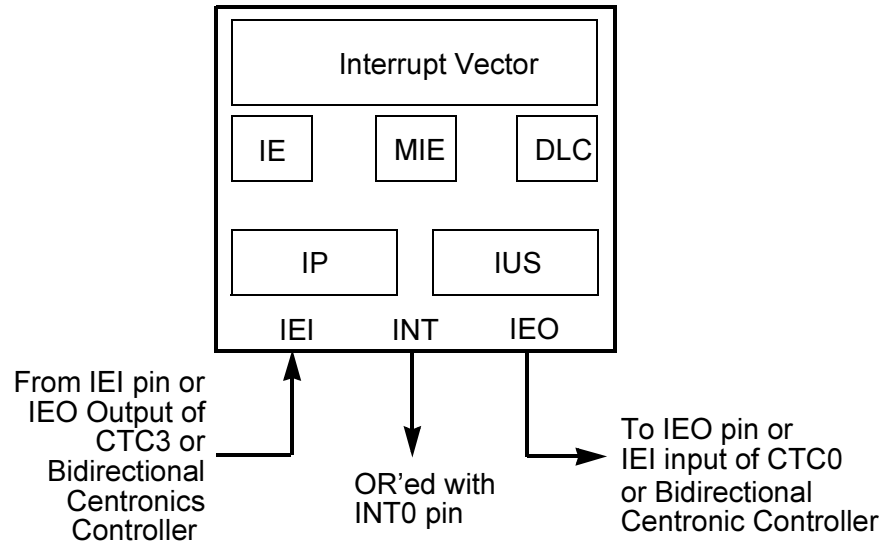 Interrupt Vector
IE
MIE
DLC
IP
IUS
IEI
INT
IEO
From IEI pin or
IEO Output of
CTC3 or
Bidirectional
Centronics
Controller
OR'ed with
INT0 pin
To IEO pin or
IEI input of CTC0
or Bidirectional
Centronic Controller